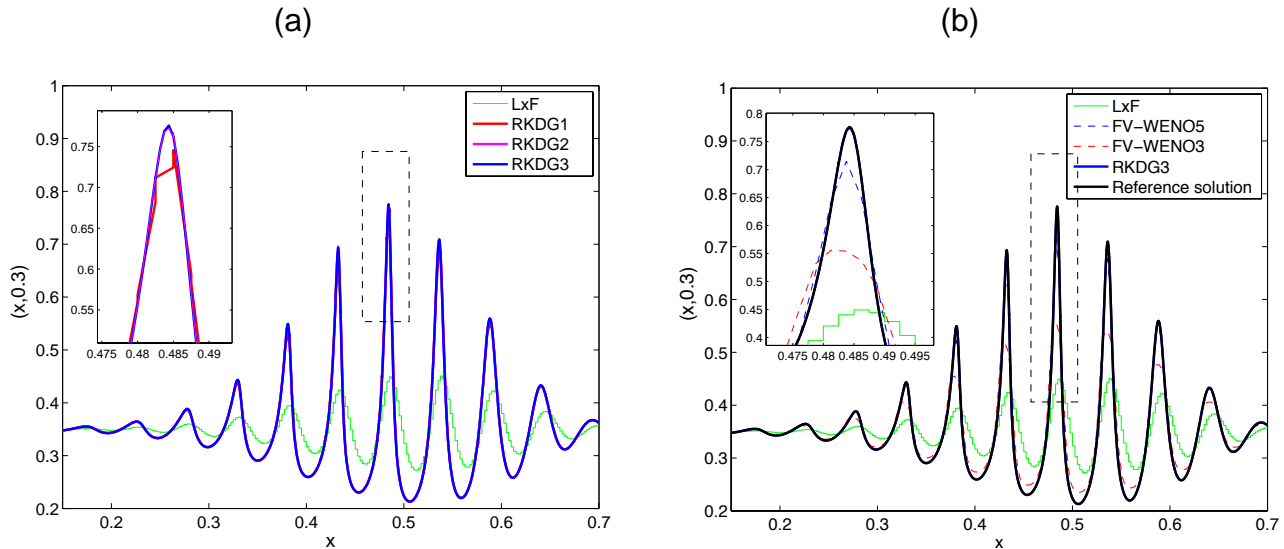 (a)
1
0.9
0.8
0.7
0.6
0.5
0.4
0.3
0.2
(x,0.3)
0.2 0.3 0.4 0.5 0.6 0.7
x
LxF
RKDG1
RKDG2
RKDG3
0.75
0.7
0.65
0.6
0.55
0.475 0.48 0.485 0.49
(b)
1
0.9
0.8
0.7
0.6
0.5
0.4
0.3
0.2
(x,0.3)
0.2 0.3 0.4 0.5 0.6 0.7
x
LxF
FV−WENO5
FV−WENO3
RKDG3
Reference solution
0.8
0.75
0.7
0.65
0.6
0.55
0.5
0.45
0.4
0.475 0.48 0.485 0.49 0.495